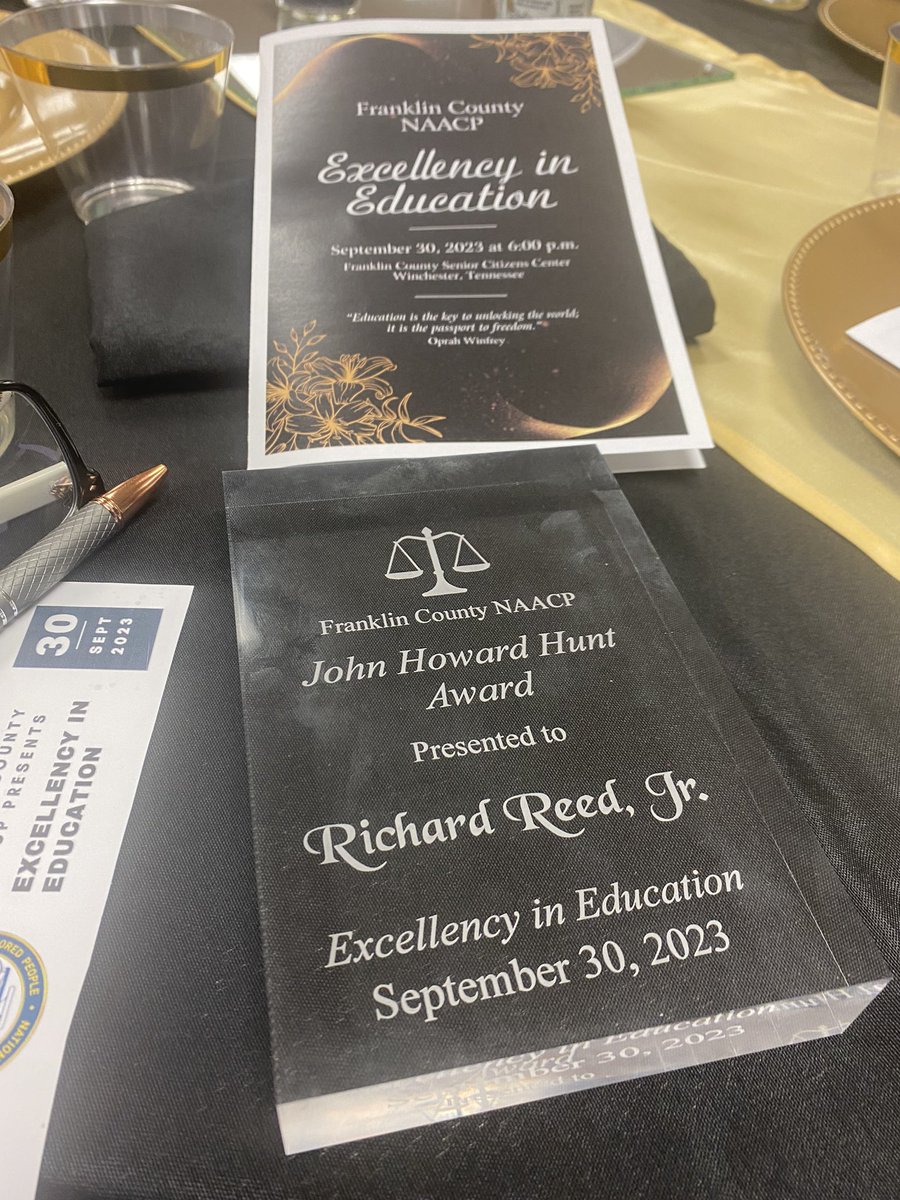 Franklin County
NAACP
Excellency in
Education
September 30, 2023 at 6:00 p.m.
Franklin County Senior Citizens Center
Winchester, Tennessee
"Education is the key to unlocking the world;
it is the passport to freedom."
Oprah Winfrey
Franklin County NAACP
John Howard Hunt
Award
Presented to
Richard Reed, Jr.
Excellency in Education
September 30, 2023
30
SEPT
2023
PRESENTS
EXCELLENCY IN
EDUCATION
PEOPLE